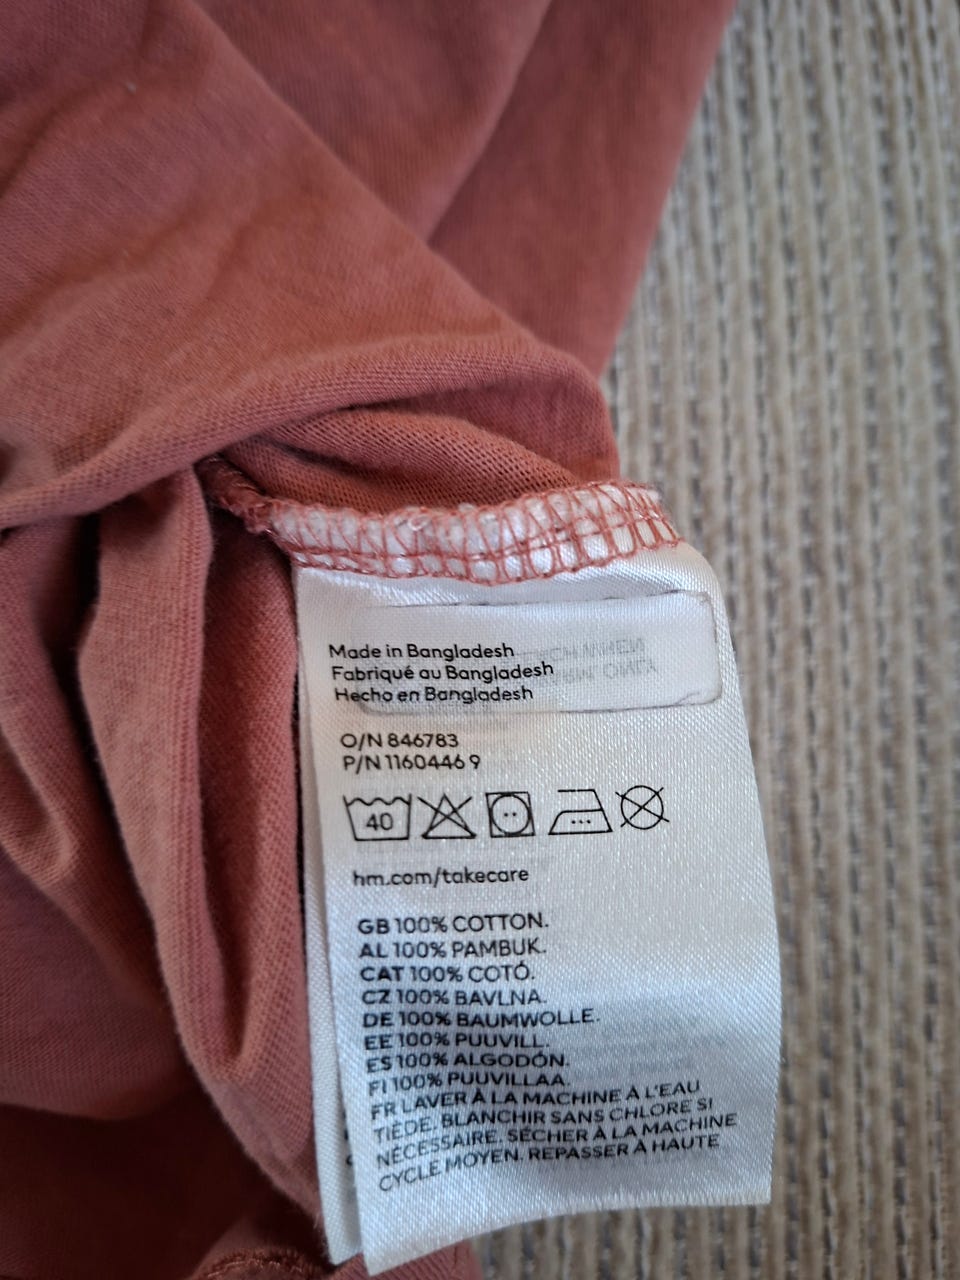 Made in Bangladesh
Fabriqué au Bangladesh
Hecho en Bangladesh
O/N 846783
P/N 1160446 9
40
hm.com/takecare
GB 100% COTTON.
AL 100% PAMBUK.
CAT 100% COTÓ.
CZ 100% BAVLNA.
DE 100% BAUMWOLLE.
EE 100% PUUVILL.
ES 100% ALGODÓN.
FI 100% PUUVILLAA.
FR LAVER À LA MACHINE À L'EAU
TIÈDE. BLANCHIR SANS CHLORE SI
NÉCESSAIRE. SÉCHER À LA MACHINE
CYCLE MOYEN. REPASSER À HAUTE